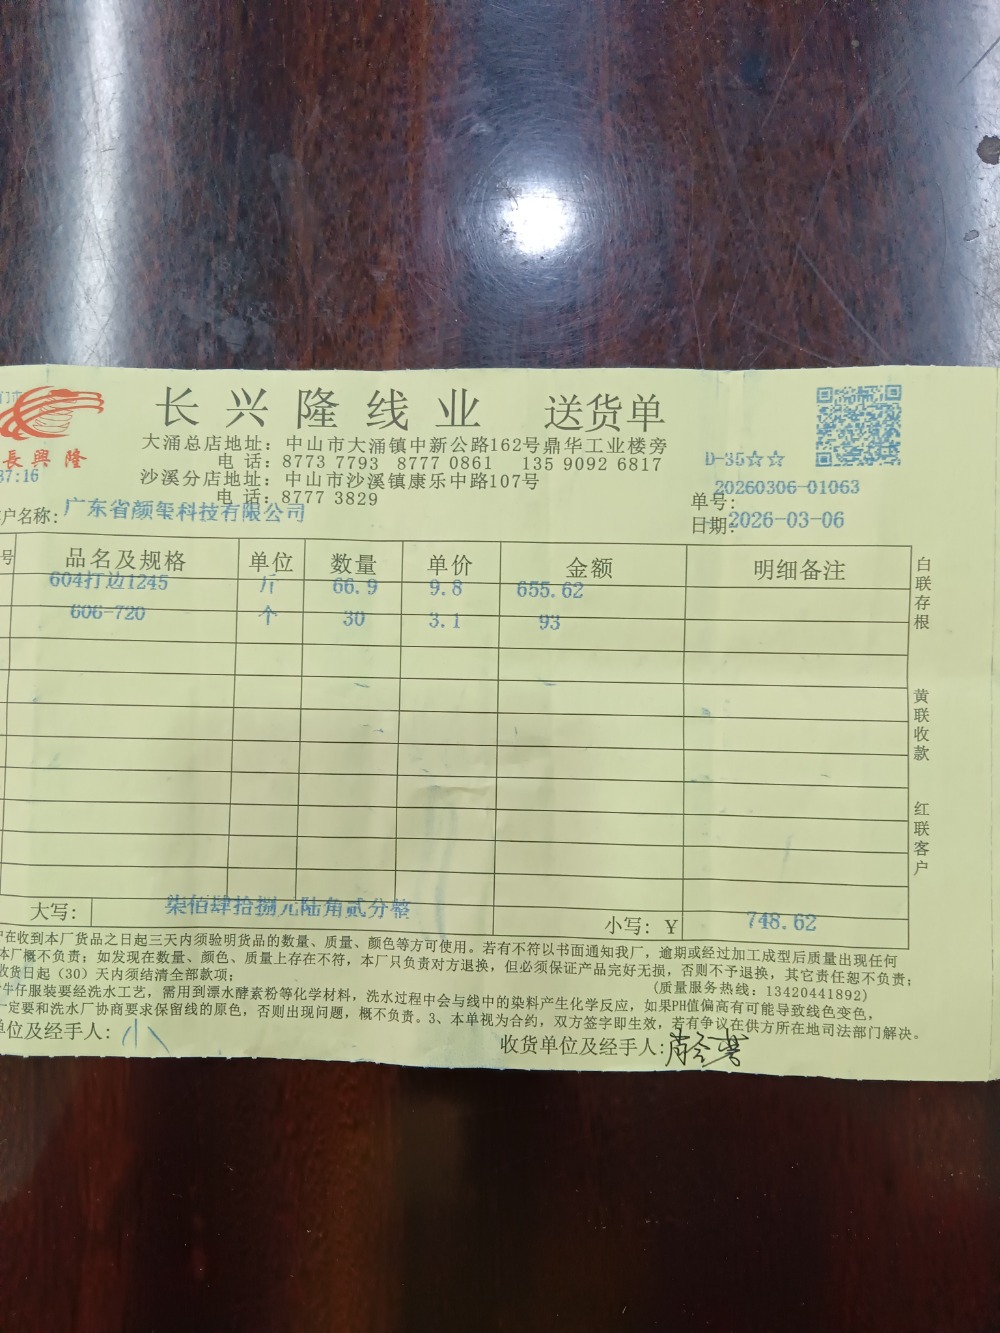 长兴隆线业 送货单
大涌总店地址：中山市大涌镇中新公路162号鼎华工业楼旁
电 话：8773 7793 8777 0861 135 9092 6817
沙溪分店地址：中山市沙溪镇康乐中路107号
电 话：8777 3829
長興隆
37:16
D-35☆☆
单号：20260306-01063
日期：2026-03-06
户名称：广东省颜玺科技有限公司
号 品名及规格 单位 数量 单价 金额 明细备注
604打边1245 斤 66.9 9.8 655.62
606-720 个 30 3.1 93
大写： 柒佰肆拾捌元陆角贰分整 小写：￥ 748.62
白联存根
黄联收款
红联客户
在收到本厂货品之日起三天内须验明货品的数量、质量、颜色等方可使用。若有不符以书面通知我厂，逾期或经过加工成型后质量出现任何
本厂概不负责；如发现在数量、颜色、质量上存在不符，本厂只负责对方退换，但必须保证产品完好无损，否则不予退换，其它责任恕不负责；
收货日起（30）天内须结清全部款项；
(质量服务热线：13420441892)
牛仔服装要经洗水工艺，需用到漂水酵素粉等化学材料，洗水过程中会与线中的染料产生化学反应，如果PH值偏高有可能导致线色变色，
一定要和洗水厂协商要求保留线的原色，否则出现问题，概不负责。3、本单视为合约，双方签字即生效，若有争议在供方所在地司法部门解决。
单位及经手人：小
收货单位及经手人：